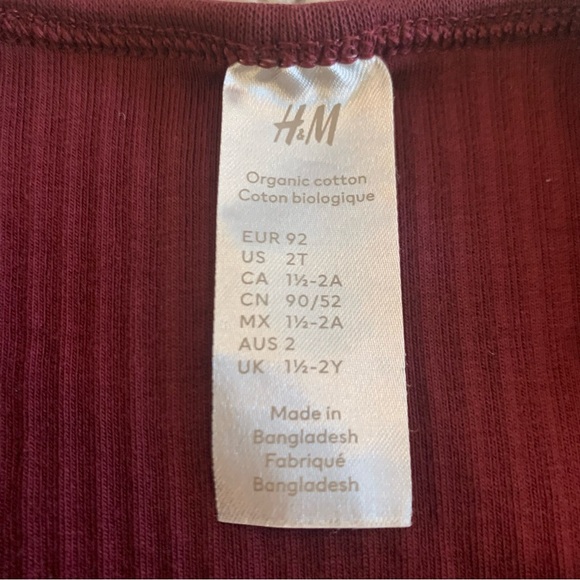 H&M
Organic cotton
Coton biologique
EUR 92
US 2T
CA 1½-2A
CN 90/52
MX 1½-2A
AUS 2
UK 1½-2Y
Made in
Bangladesh
Fabriqué
Bangladesh